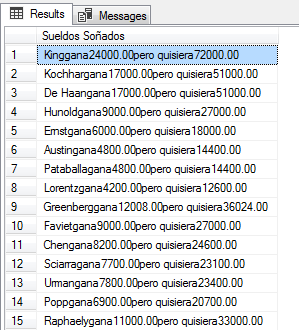 Results Messages
Sueldos Soñados
1 Kinggana24000.00pero quisiera72000.00
2 Kochhargana17000.00pero quisiera51000.00
3 De Haangana17000.00pero quisiera51000.00
4 Hunoldgana9000.00pero quisiera27000.00
5 Ernstgana6000.00pero quisiera18000.00
6 Austingana4800.00pero quisiera14400.00
7 Pataballagana4800.00pero quisiera14400.00
8 Lorentzgana4200.00pero quisiera12600.00
9 Greenberggana12008.00pero quisiera36024.00
10 Favietgana9000.00pero quisiera27000.00
11 Chengana8200.00pero quisiera24600.00
12 Sciarragana7700.00pero quisiera23100.00
13 Urmangana7800.00pero quisiera23400.00
14 Poppgana6900.00pero quisiera20700.00
15 Raphaelygana11000.00pero quisiera33000.00